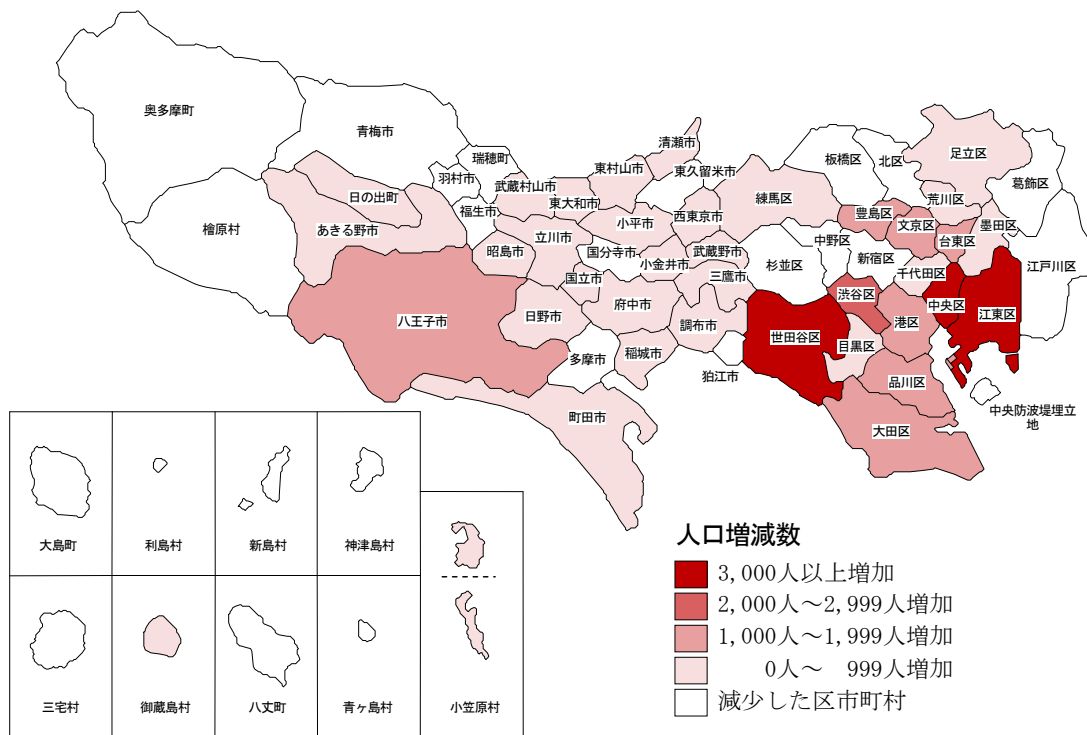 奥多摩町
青梅市
瑞穂町
羽村市
福生市
檜原村
日の出町
あきる野市
武蔵村山市
東大和市
東村山市
清瀬市
東久留米市
昭島市
立川市
小平市
西東京市
国分寺市
小金井市
武蔵野市
三鷹市
国立市
府中市
調布市
八王子市
日野市
多摩市
稲城市
狛江市
町田市
練馬区
板橋区
北区
足立区
葛飾区
荒川区
豊島区
文京区
台東区
墨田区
中野区
新宿区
千代田区
杉並区
江戸川区
渋谷区
中央区
江東区
港区
世田谷区
目黒区
品川区
大田区
中央防波堤埋立
地
大島町
利島村
新島村
神津島村
三宅村
御蔵島村
八丈町
青ヶ島村
小笠原村
人口増減数
3,000人以上増加
2,000人～2,999人増加
1,000人～1,999人増加
0人～　999人増加
減少した区市町村